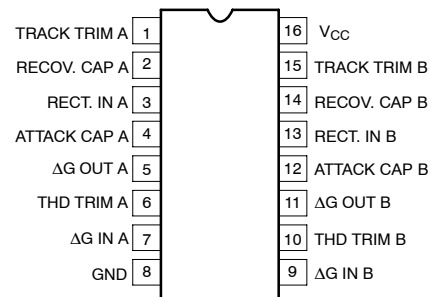 TRACK TRIM A 1
RECOV. CAP A 2
RECT. IN A 3
ATTACK CAP A 4
ΔG OUT A 5
THD TRIM A 6
ΔG IN A 7
GND 8
16 VCC
15 TRACK TRIM B
14 RECOV. CAP B
13 RECT. IN B
12 ATTACK CAP B
11 ΔG OUT B
10 THD TRIM B
9 ΔG IN B